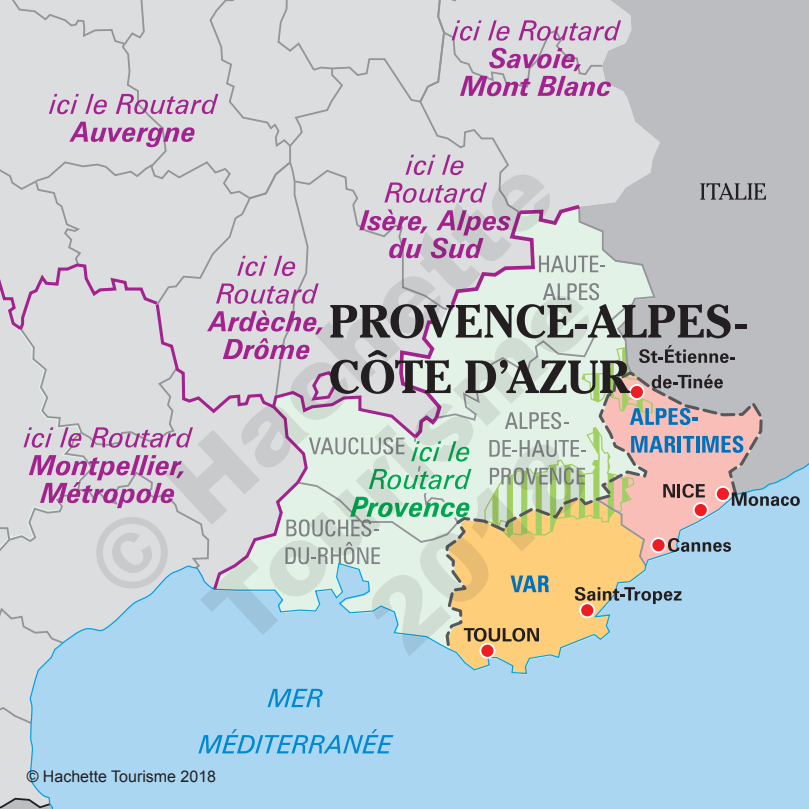 ici le Routard
Savoie,
Mont Blanc
ici le Routard
Auvergne
ici le
Routard
Isère, Alpes
du Sud
ITALIE
ici le
Routard
Ardèche,
Drôme
HAUTE-
ALPES
PROVENCE-ALPES-
CÔTE D'AZUR
St-Étienne-
de-Tinée
ALPES-
MARITIMES
ici le Routard
Montpellier,
Métropole
VAUCLUSE
ici le
Routard
Provence
ALPES-
DE-HAUTE-
PROVENCE
NICE
Monaco
BOUCHES-
DU-RHÔNE
Cannes
VAR
Saint-Tropez
TOULON
MER
MÉDITERRANÉE
© Hachette Tourisme 2018
© Hachette
Tourisme
2018